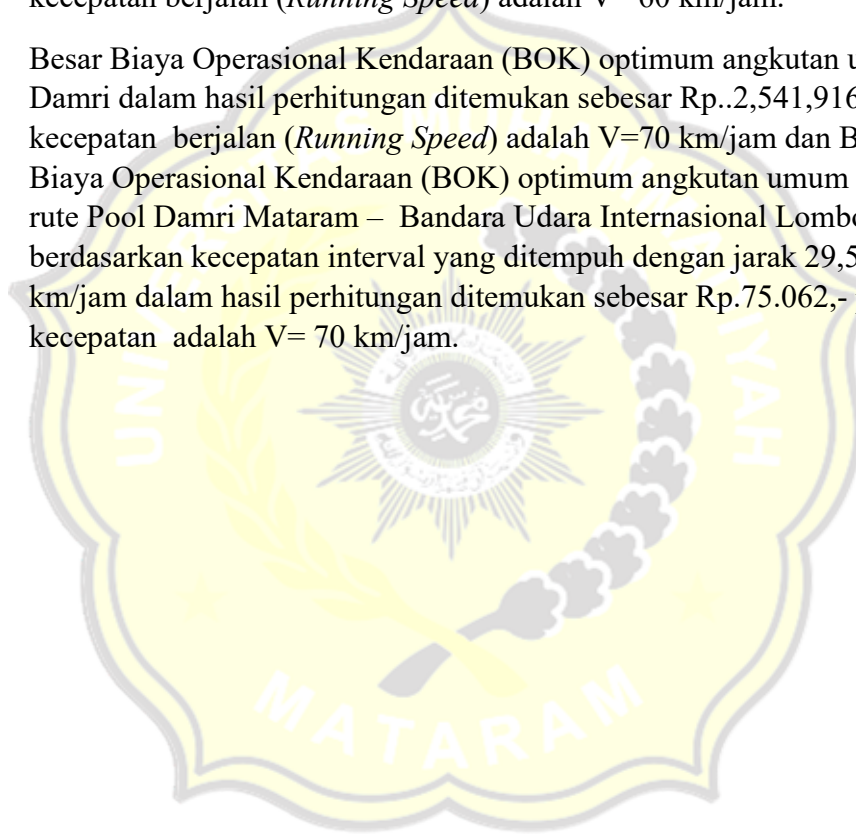 kecepatan berjalan (Running Speed) adalah V= 60 km/jam.
Besar Biaya Operasional Kendaraan (BOK) optimum angkutan u
Damri dalam hasil perhitungan ditemukan sebesar Rp..2,541,916
kecepatan berjalan (Running Speed) adalah V=70 km/jam dan B
Biaya Operasional Kendaraan (BOK) optimum angkutan umum
rute Pool Damri Mataram – Bandara Udara Internasional Lombo
berdasarkan kecepatan interval yang ditempuh dengan jarak 29,5
km/jam dalam hasil perhitungan ditemukan sebesar Rp.75.062,-
kecepatan adalah V= 70 km/jam.
UNIVERSITAS MUHAMMADIYAH
MATARAM